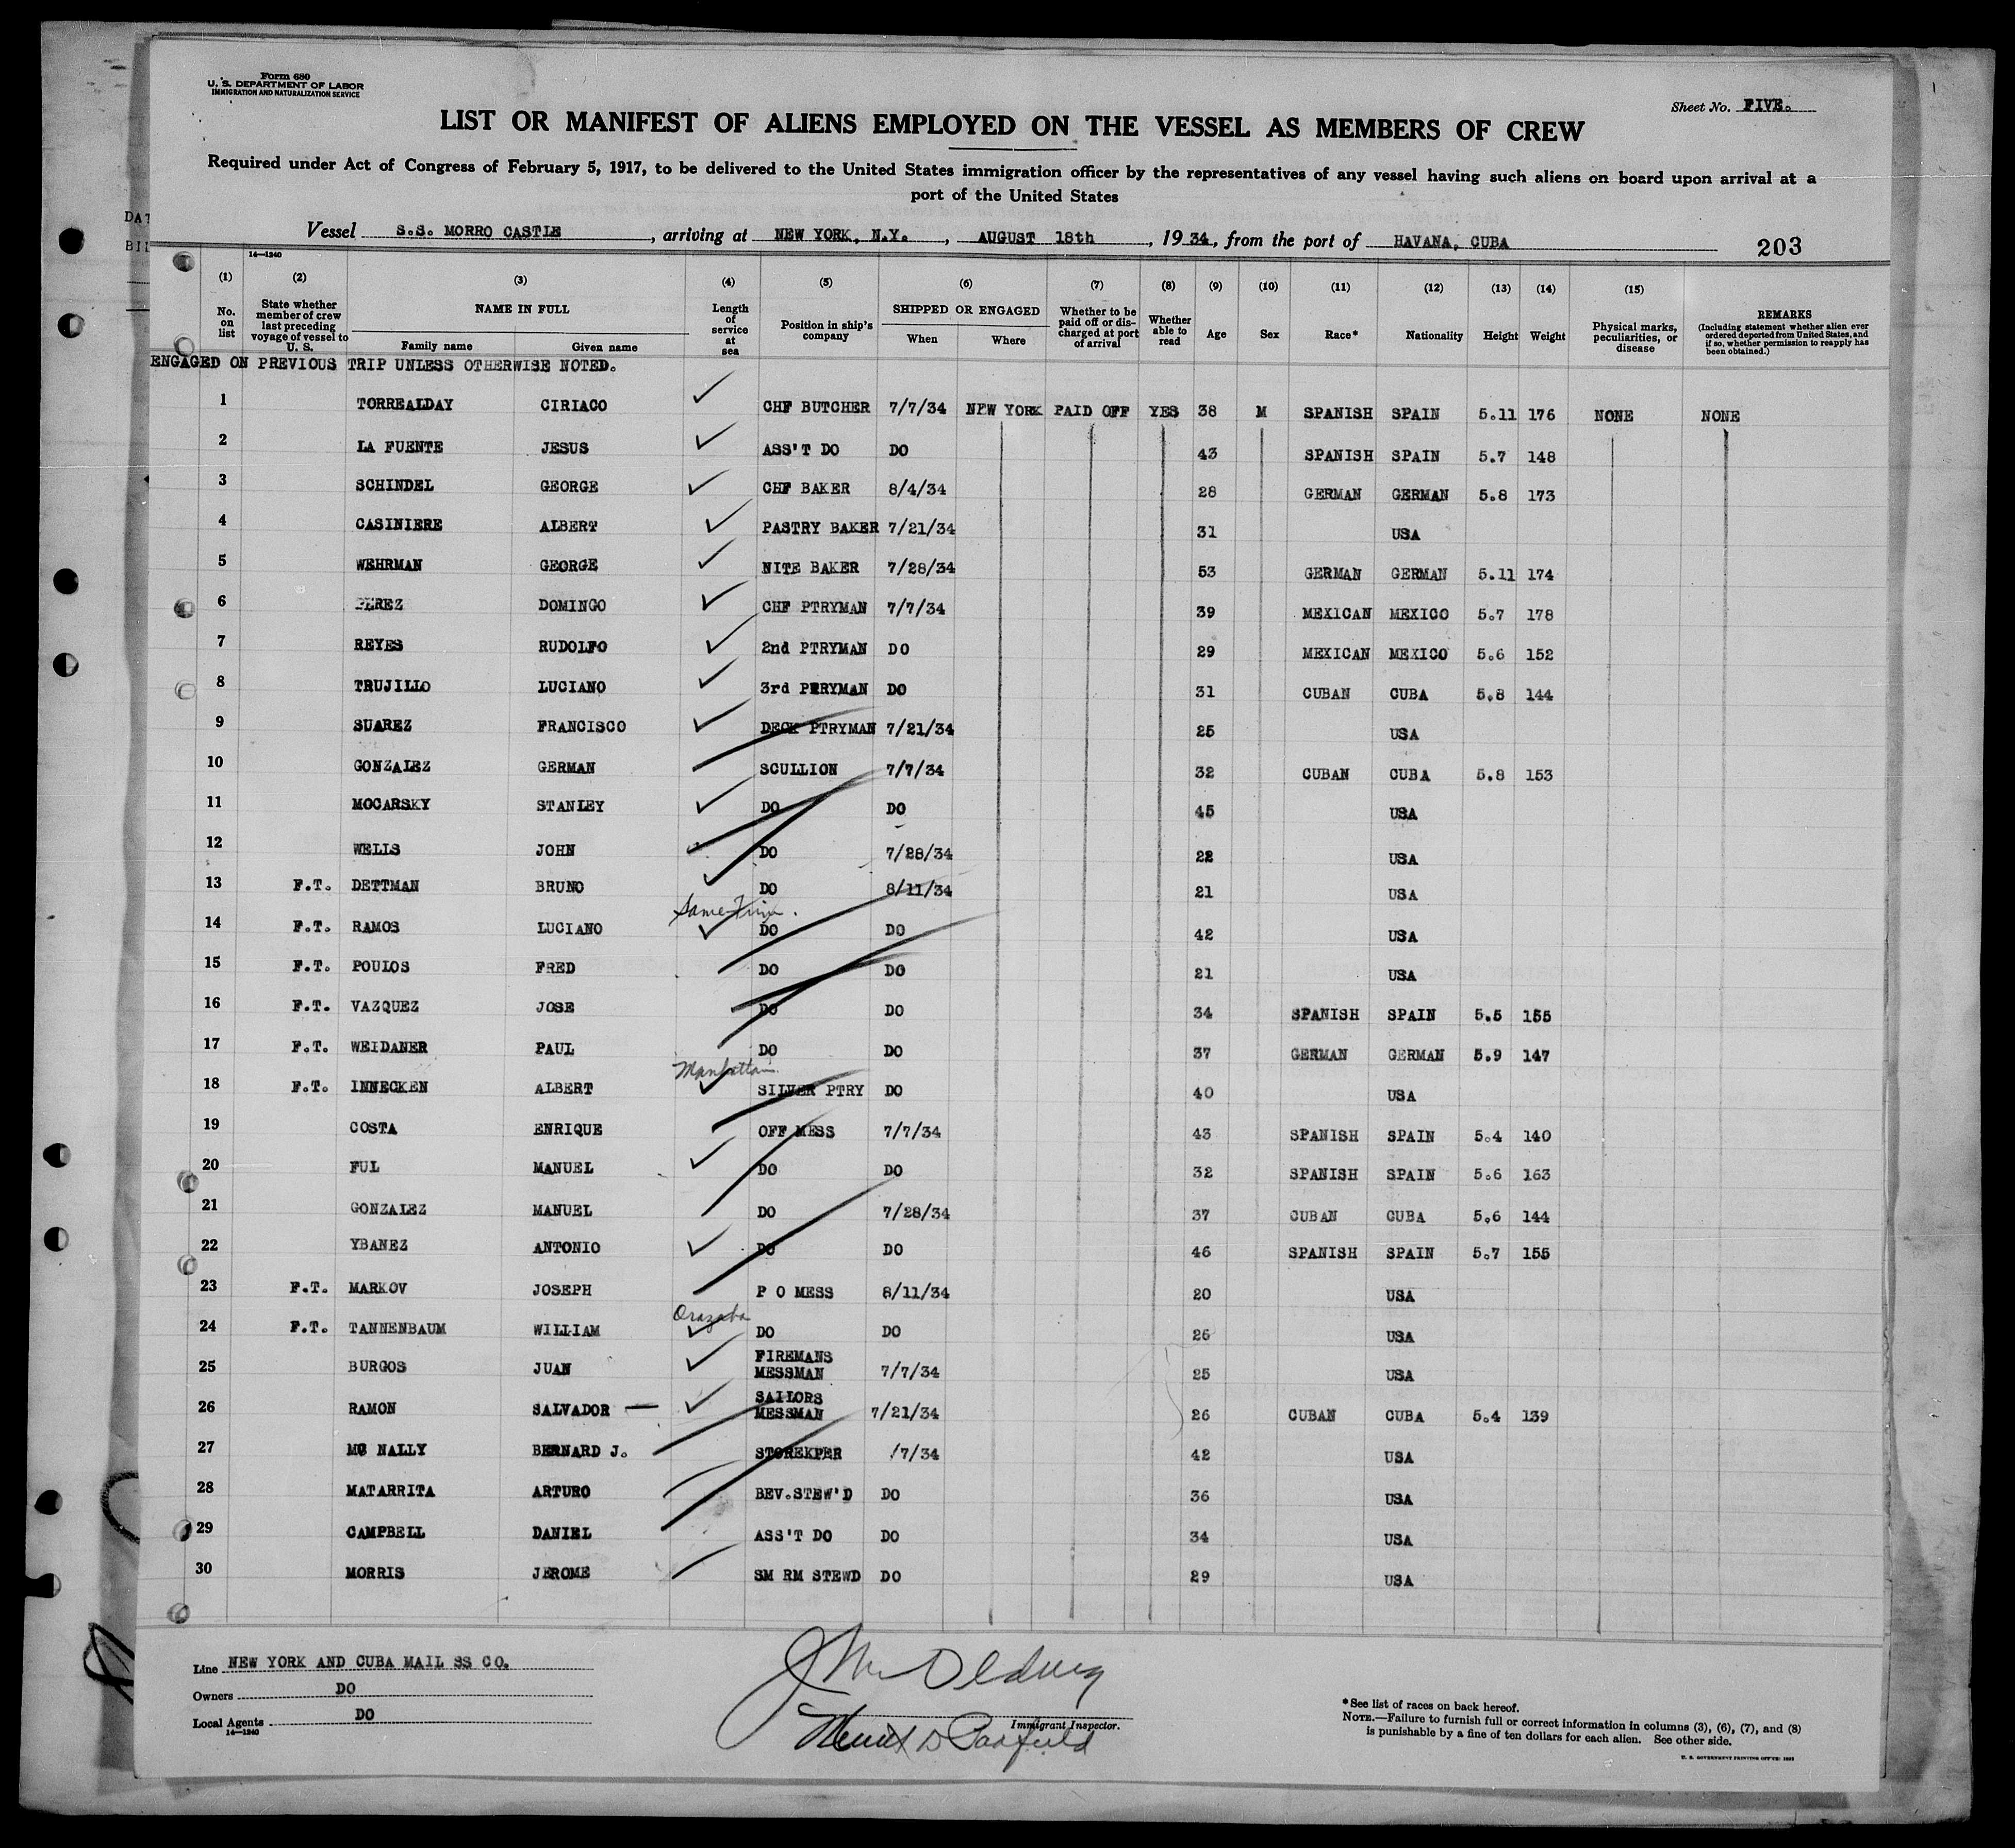 Form 680
U. S. DEPARTMENT OF LABOR
IMMIGRATION AND NATURALIZATION SERVICE
Sheet No. FIVE.
LIST OR MANIFEST OF ALIENS EMPLOYED ON THE VESSEL AS MEMBERS OF CREW
Required under Act of Congress of February 5, 1917, to be delivered to the United States immigration officer by the representatives of any vessel having such aliens on board upon arrival at a
port of the United States
Vessel S.S. MORRO CASTLE, arriving at NEW YORK, N.Y., AUGUST 18th, 1934, from the port of HAVANA, CUBA 203
14—1240
(1) (2) (3) (4) (5) (6) (7) (8) (9) (10) (11) (12) (13) (14) (15)
No. on list
State whether member of crew last preceding voyage of vessel to U. S.
NAME IN FULL
Family name Given name
Length of service at sea
Position in ship's company
SHIPPED OR ENGAGED
When Where
Whether to be paid off or discharged at port of arrival
Whether able to read
Age Sex Race* Nationality Height Weight
Physical marks, peculiarities, or disease
REMARKS
(Including statement whether alien ever ordered deported from United States, and if so, whether permission to reapply has been obtained.)
ENGAGED ON PREVIOUS TRIP UNLESS OTHERWISE NOTED.
1 TORREALDAY CIRIACO CHF BUTCHER 7/7/34 NEW YORK PAID OFF YES 38 M SPANISH SPAIN 5.11 176 NONE NONE
2 LA FUENTE JESUS ASS'T DO DO 43 SPANISH SPAIN 5.7 148
3 SCHINDEL GEORGE CHF BAKER 8/4/34 28 GERMAN GERMAN 5.8 173
4 CASINIERE ALBERT PASTRY BAKER 7/21/34 31 USA
5 WEHRMAN GEORGE NITE BAKER 7/28/34 53 GERMAN GERMAN 5.11 174
6 PEREZ DOMINGO CHF PTRYMAN 7/7/34 39 MEXICAN MEXICO 5.7 178
7 REYES RUDOLFO 2nd PTRYMAN DO 29 MEXICAN MEXICO 5.6 152
8 TRUJILLO LUCIANO 3rd PERYMAN DO 31 CUBAN CUBA 5.8 144
9 SUAREZ FRANCISCO DECK PTRYMAN 7/21/34 25 USA
10 GONZALEZ GERMAN SCULLION 7/7/34 32 CUBAN CUBA 5.8 153
11 MOCARSKY STANLEY DO DO 45 USA
12 WELLS JOHN DO 7/28/34 22 USA
13 F.T. DETTMAN BRUNO DO 8/11/34 21 USA
14 F.T. RAMOS LUCIANO Same DO DO 42 USA
15 F.T. POULOS FRED DO DO 21 USA
16 F.T. VAZQUEZ JOSE DO DO 34 SPANISH SPAIN 5.5 155
17 F.T. WEIDANER PAUL DO DO 37 GERMAN GERMAN 5.9 147
18 F.T. INNECKEN ALBERT Manhattan SILVER PTRY DO 40 USA
19 COSTA ENRIQUE OFF MESS 7/7/34 43 SPANISH SPAIN 5.4 140
20 FUL MANUEL DO DO 32 SPANISH SPAIN 5.6 163
21 GONZALEZ MANUEL DO 7/28/34 37 CUBAN CUBA 5.6 144
22 YBANEZ ANTONIO DO DO 46 SPANISH SPAIN 5.7 155
23 F.T. MARKOV JOSEPH P O MESS 8/11/34 20 USA
24 F.T. TANNENBAUM WILLIAM Orazaba DO DO 26 USA
25 BURGOS JUAN FIREMANS MESSMAN 7/7/34 25 USA
26 RAMON SALVADOR — SAILORS MESSMAN 7/21/34 26 CUBAN CUBA 5.4 139
27 MC NALLY BERNARD J. STOREKPER /7/34 42 USA
28 MATARRITA ARTURO BEV.STEW'D DO 36 USA
29 CAMPBELL DANIEL ASS'T DO DO 34 USA
30 MORRIS JEROME SM RM STEWD DO 29 USA
Line NEW YORK AND CUBA MAIL SS CO.
Owners DO
Local Agents DO
14—1240
Immigrant Inspector.
*See list of races on back hereof.
NOTE.—Failure to furnish full or correct information in columns (3), (6), (7), and (8)
is punishable by a fine of ten dollars for each alien. See other side.